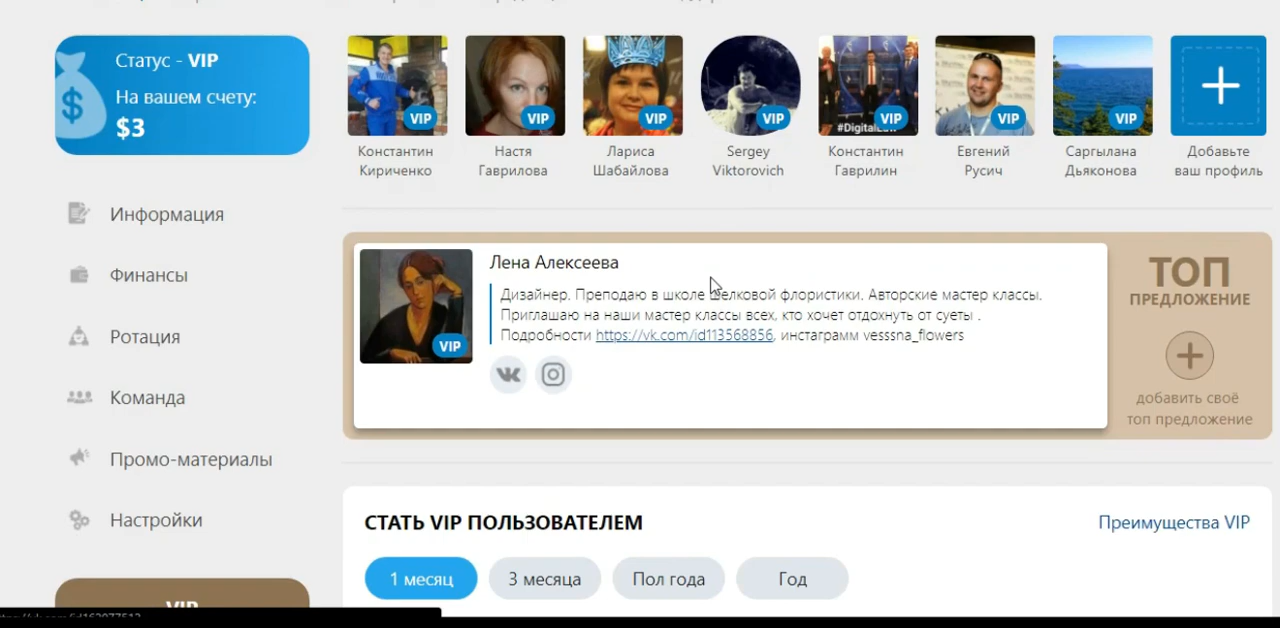 Статус - VIP
На вашем счету:
$3
VIP
VIP
VIP
VIP
#Digital
VIP
VIP
VIP
Константин
Кириченко
Настя
Гаврилова
Лариса
Шабайлова
Sergey
Viktorovich
Константин
Гаврилин
Евгений
Русич
Саргылана
Дьяконова
Добавьте
ваш профиль
Информация
Финансы
Ротация
Команда
Промо-материалы
Настройки
VIP
Лена Алексеева
Дизайнер. Преподаю в школе шелковой флористики. Авторские мастер классы.
Приглашаю на наши мастер классы всех, кто хочет отдохнуть от суеты .
Подробности https://vk.com/id113568856, инстаграмм vesssna_flowers
VIP
ТОП
ПРЕДЛОЖЕНИЕ
добавить своё
топ предложение
СТАТЬ VIP ПОЛЬЗОВАТЕЛЕМ
Преимущества VIP
1 месяц
3 месяца
Пол года
Год